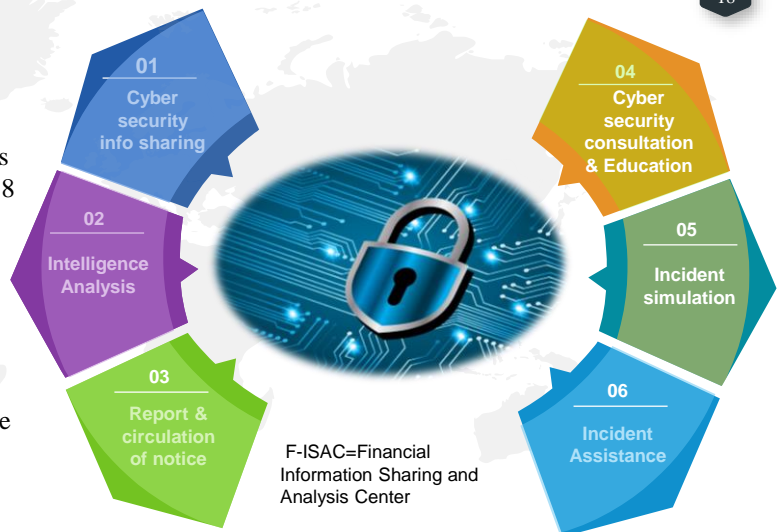 01
Cyber
security
info sharing
s
8
02
Intelligence
Analysis
03
Report &
circulation
of notice
e
F-ISAC=Financial
Information Sharing and
Analysis Center
04
Cyber
security
consultation
& Education
05
Incident
simulation
06
Incident
Assistance